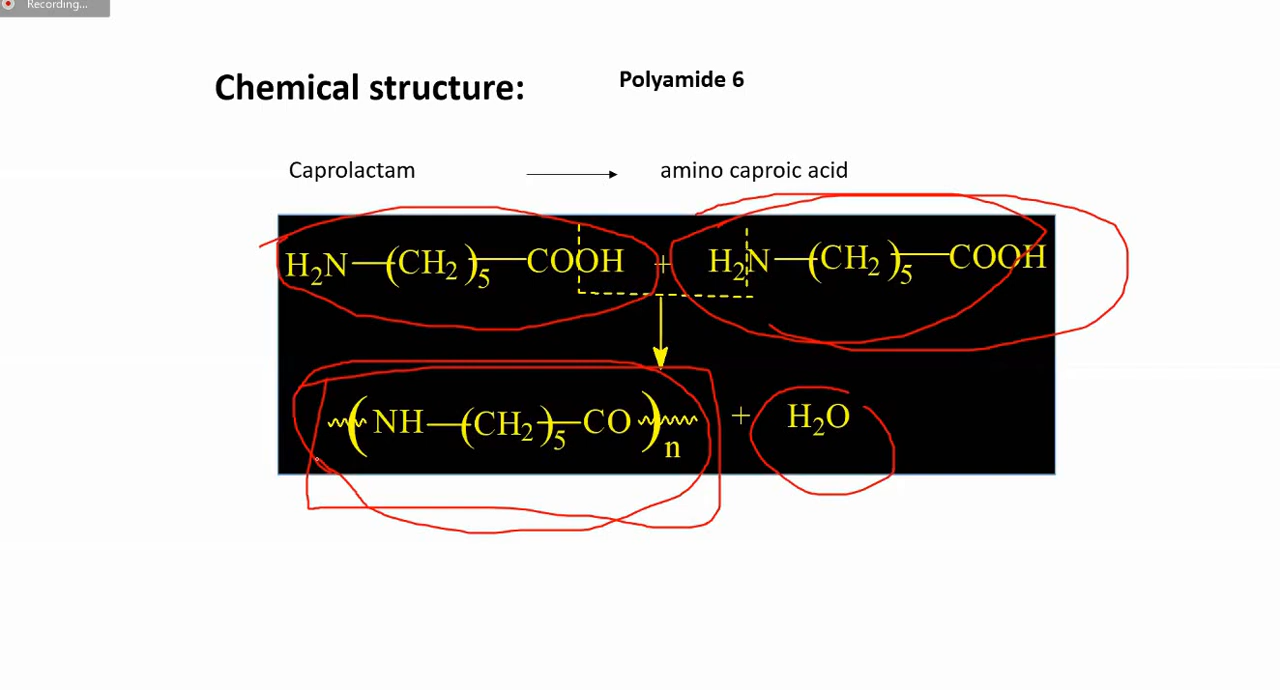 Recording...
Chemical structure: Polyamide 6
Caprolactam → amino caproic acid
H₂N—(CH₂)₅—COOH + H₂N—(CH₂)₅—COOH
(NH—(CH₂)₅—CO)n + H₂O